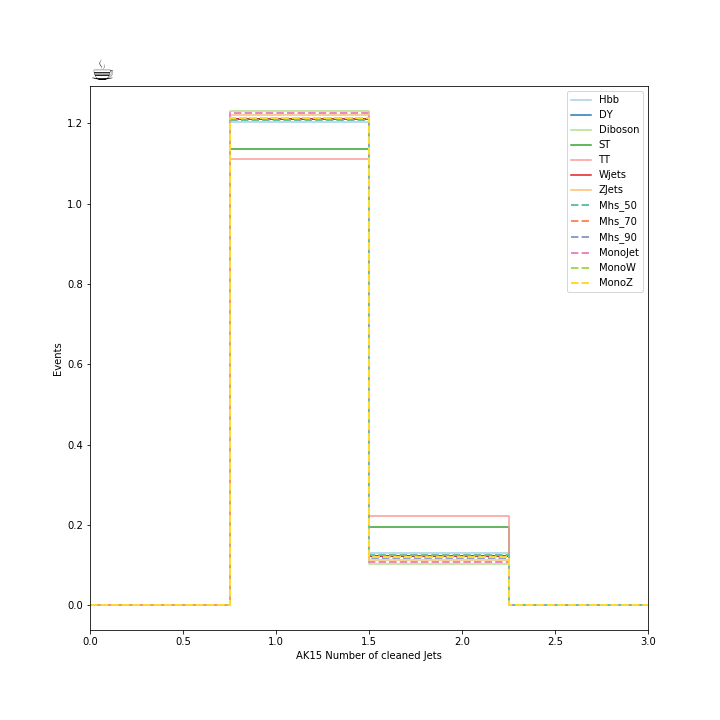 Hbb
DY
Diboson
ST
TT
Wjets
ZJets
Mhs_50
Mhs_70
Mhs_90
MonoJet
MonoW
MonoZ
1.2
1.0
0.8
0.6
0.4
0.2
0.0
Events
0.0 0.5 1.0 1.5 2.0 2.5 3.0
AK15 Number of cleaned Jets